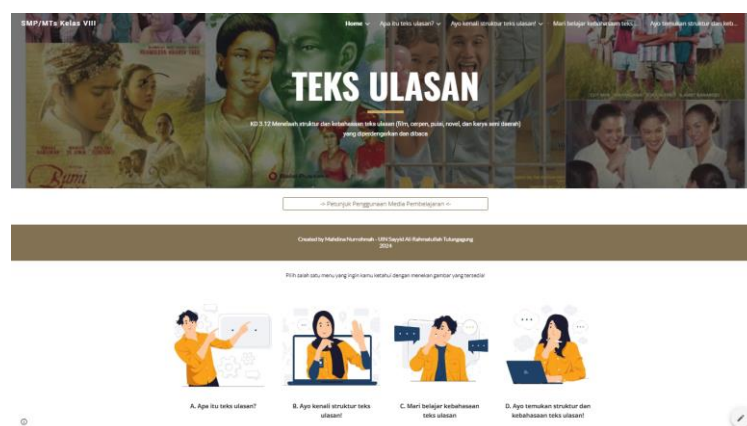 SMP/MTs Kelas VIII
Home
Apa itu teks ulasan?
Ayo kenali struktur teks ulasan!
Mari belajar kebahasaan teks...
Ayo temukan struktur dan keb...
TEKS ULASAN
KD 3.12 Menelaah struktur dan kebahasaan teks ulasan (film, cerpen, puisi, novel, dan karya seni daerah)
yang diperdengarkan dan dibaca
Bumi
Petunjuk Penggunaan Media Pembelajaran
Created by Mahdina Nurrohmah - UIN Sayyid Ali Rahmatullah Tulungagung
2024
Pilih salah satu menu yang ingin kamu ketahui dengan menekan gambar yang tersedia!
A. Apa itu teks ulasan?
B. Ayo kenali struktur teks
ulasan!
C. Mari belajar kebahasaan
teks ulasan
D. Ayo temukan struktur dan
kebahasaan teks ulasan!